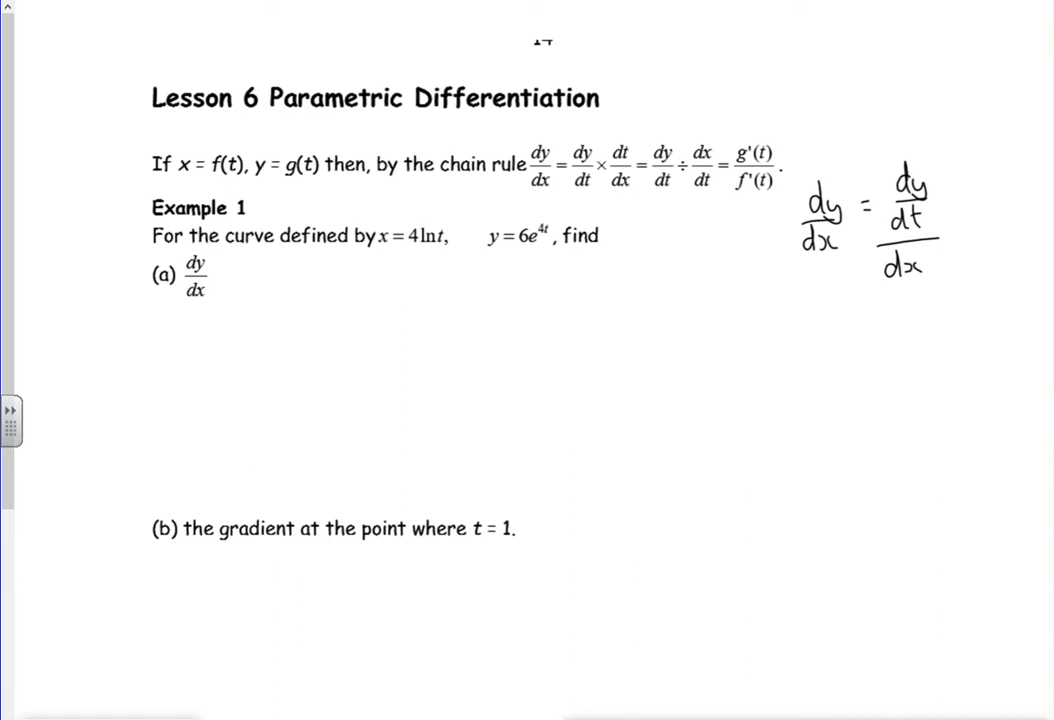 Lesson 6 Parametric Differentiation
If x = f(t), y = g(t) then, by the chain rule dy/dx = dy/dt × dt/dx = dy/dt ÷ dx/dt = g'(t)/f'(t).
dy/dx = dy/dt / dx
Example 1
For the curve defined by x = 4 ln t, y = 6e^{4t}, find
(a) dy/dx
(b) the gradient at the point where t = 1.